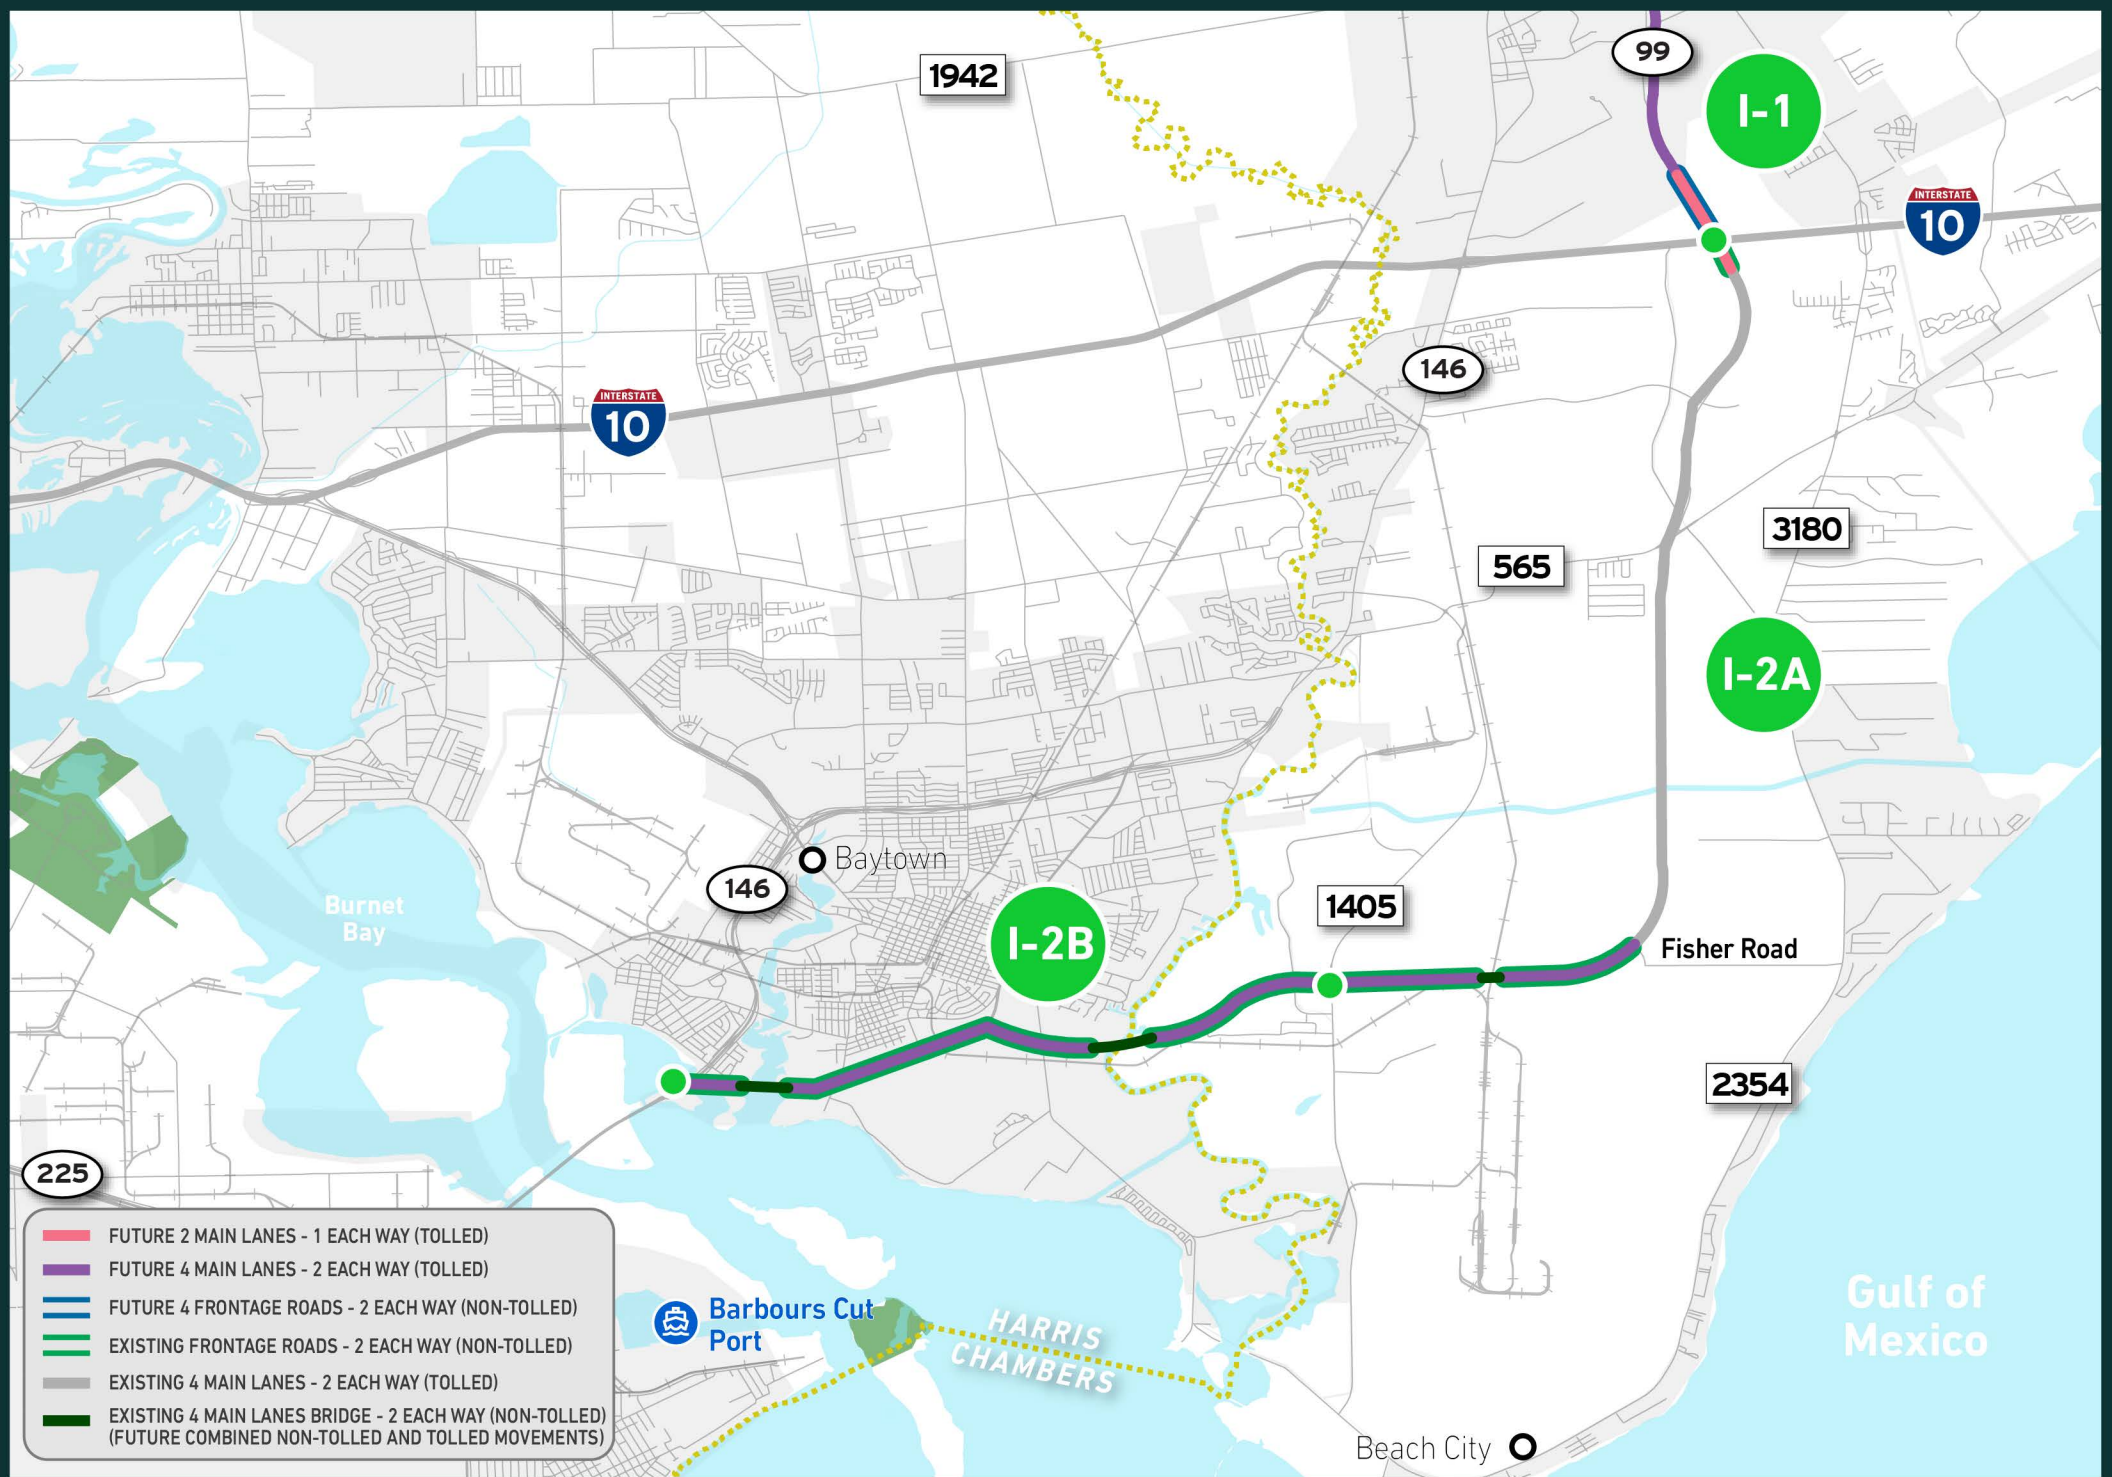 1942
99
I-1
INTERSTATE
10
146
INTERSTATE
10
3180
565
I-2A
Baytown
146
1405
Burnet
Bay
I-2B
Fisher Road
2354
225
FUTURE 2 MAIN LANES - 1 EACH WAY (TOLLED)
FUTURE 4 MAIN LANES - 2 EACH WAY (TOLLED)
FUTURE 4 FRONTAGE ROADS - 2 EACH WAY (NON-TOLLED)
EXISTING FRONTAGE ROADS - 2 EACH WAY (NON-TOLLED)
EXISTING 4 MAIN LANES - 2 EACH WAY (TOLLED)
EXISTING 4 MAIN LANES BRIDGE - 2 EACH WAY (NON-TOLLED)
(FUTURE COMBINED NON-TOLLED AND TOLLED MOVEMENTS)
Barbours Cut
Port
HARRIS
CHAMBERS
Gulf of
Mexico
Beach City